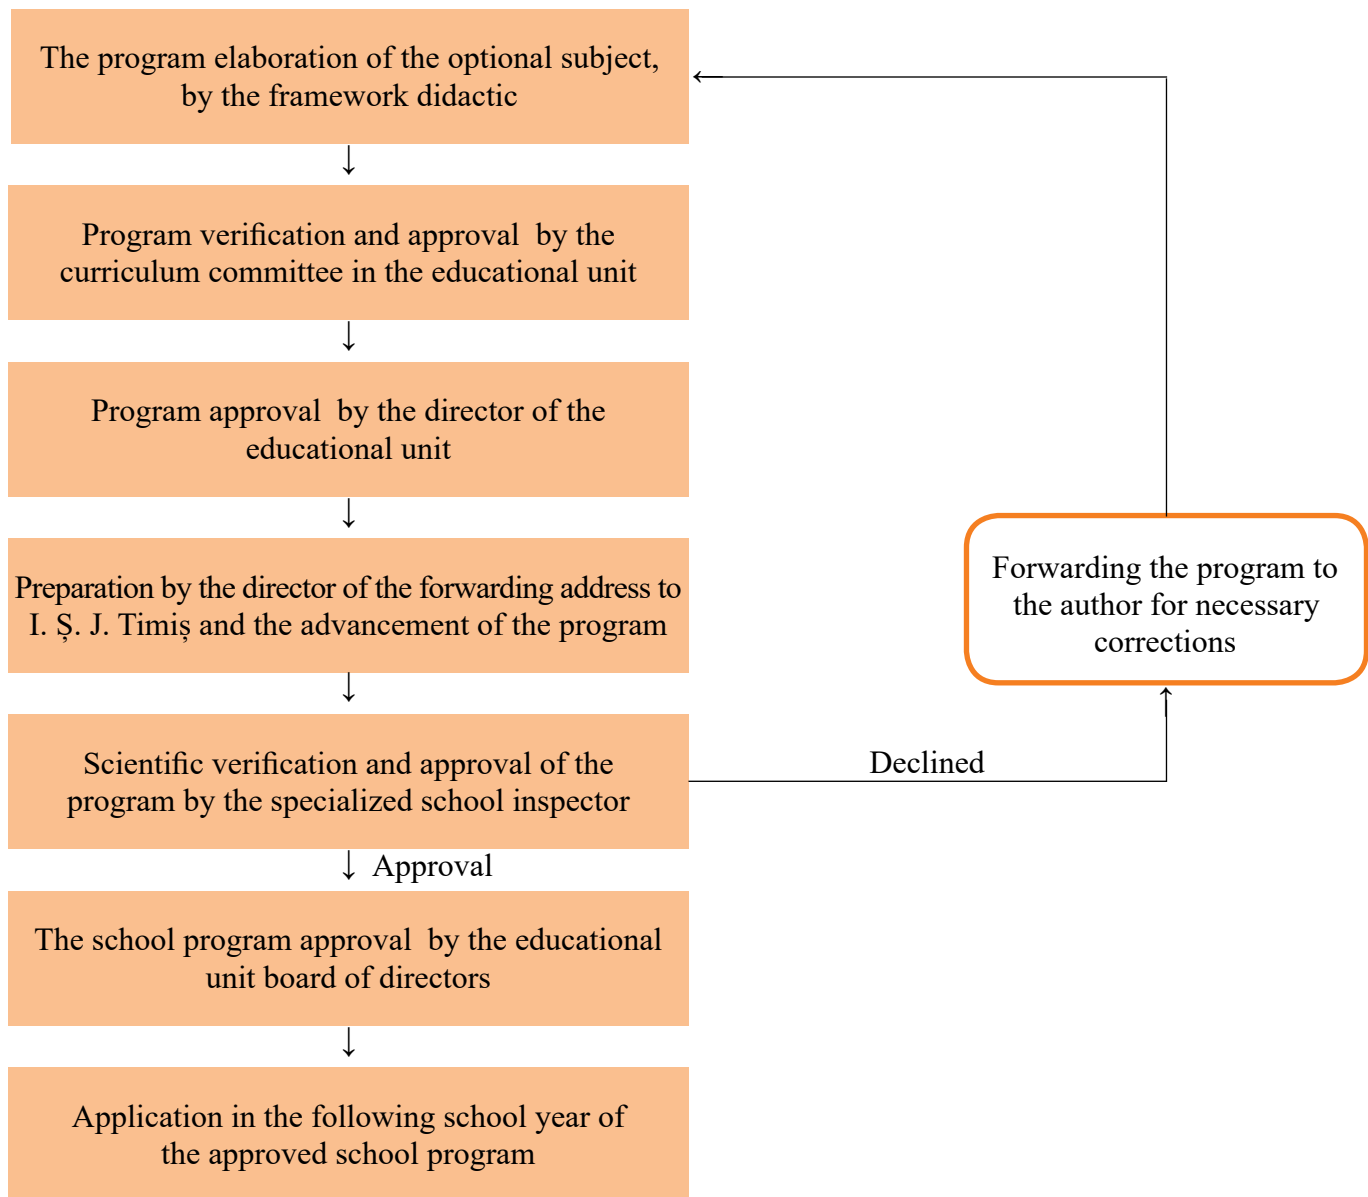 The program elaboration of the optional subject,
by the framework didactic
Program verification and approval by the
curriculum committee in the educational unit
Program approval by the director of the
educational unit
Preparation by the director of the forwarding address to
I. Ș. J. Timiș and the advancement of the program
Forwarding the program to
the author for necessary
corrections
Scientific verification and approval of the
program by the specialized school inspector
Declined
Approval
The school program approval by the educational
unit board of directors
Application in the following school year of
the approved school program